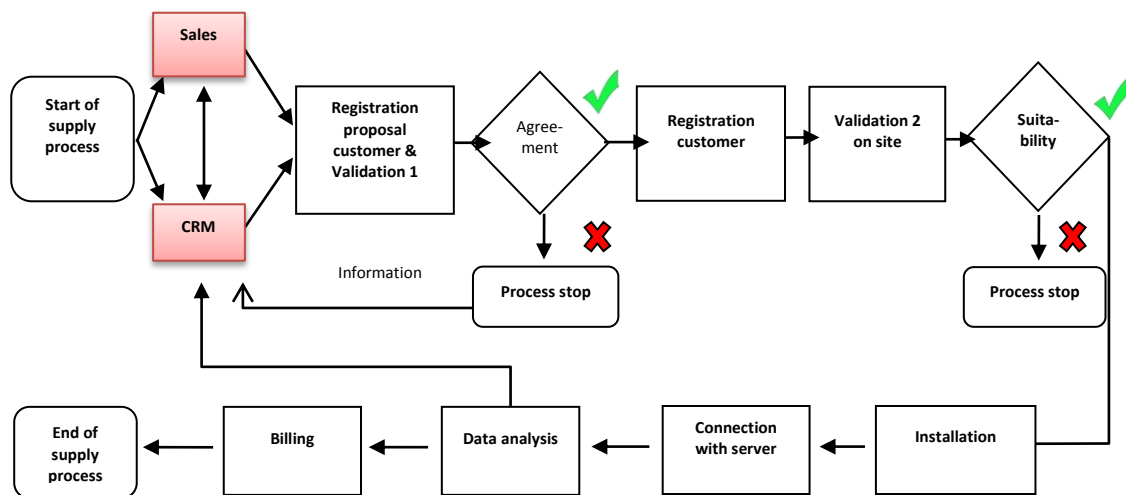 Sales
Start of
supply
process
CRM
Registration
proposal
customer &
Validation 1
Agree-
ment
Registration
customer
Validation 2
on site
Suita-
bility
Information
Process stop
Process stop
End of
supply
process
Billing
Data analysis
Connection
with server
Installation